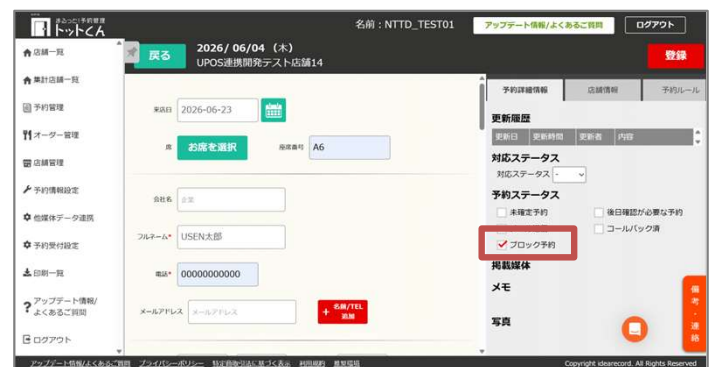 まるっと!予約管理
トットくん
名前：NTTD_TEST01
アップデート情報/よくあるご質問
ログアウト
店舗一覧
集計店舗一覧
予約管理
オーダー管理
店舗管理
予約情報設定
他媒体データ連携
予約受付設定
印刷一覧
アップデート情報/
よくあるご質問
ログアウト
戻る
2026/ 06/04 （木）
UPOS連携開発テスト店舗14
登録
来店日
2026-06-23
席
お席を選択
座席番号
A6
会社名
フルネーム*
USEN太郎
電話*
00000000000
メールアドレス
メールアドレス
+ 名前/TEL
追加
予約詳細情報
店舗情報
予約ルール
更新履歴
更新日
更新時間
更新者
内容
対応ステータス
対応ステータス
-
予約ステータス
未確定予約
後日確認が必要な予約
コールバック済
ブロック予約
掲載媒体
メモ
写真
備考・連絡
アップデート情報/よくあるご質問 プライバシーポリシー 特定商取引法に基づく表示 利用規約 推奨環境
Copyright idearecord. All Rights Reserved